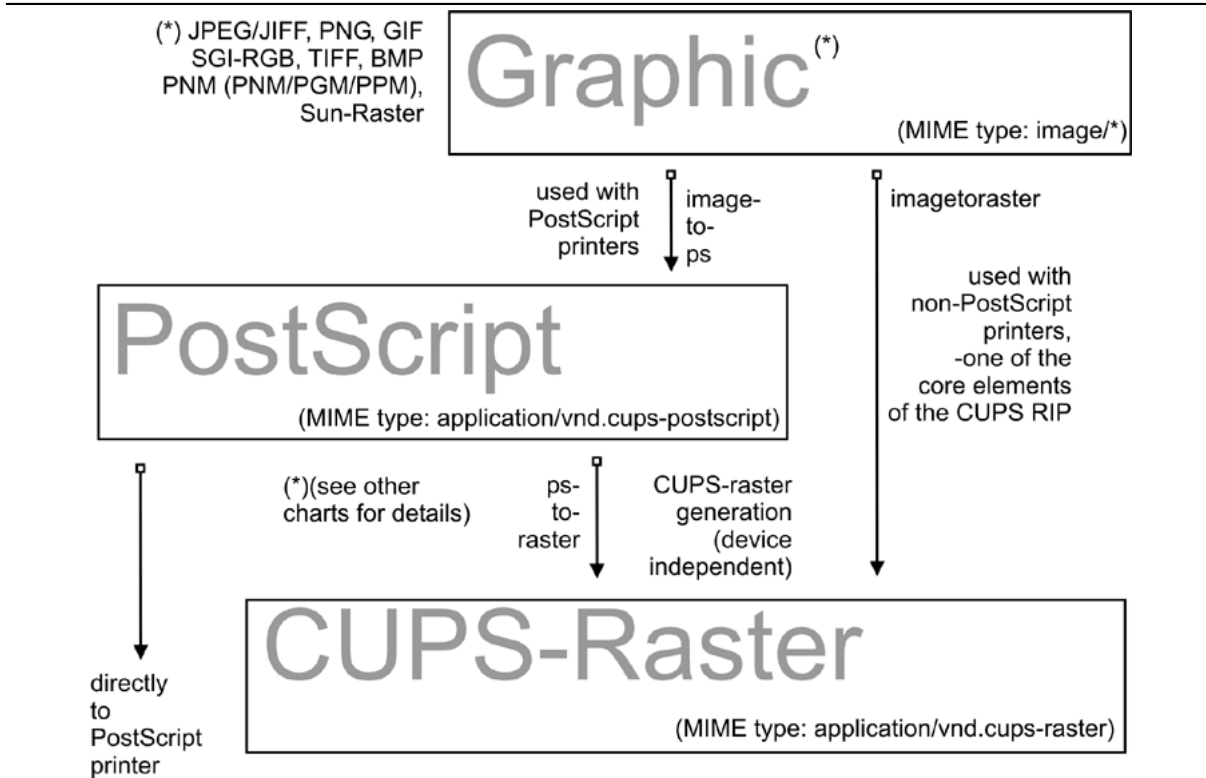 (*) JPEG/JIFF, PNG, GIF
SGI-RGB, TIFF, BMP
PNM (PNM/PGM/PPM),
Sun-Raster
Graphic(*)
(MIME type: image/*)
used with
PostScript
printers
image-
to-
ps
imagetoraster
used with
non-PostScript
printers,
-one of the
core elements
of the CUPS RIP
PostScript
(MIME type: application/vnd.cups-postscript)
(*)(see other
charts for details)
ps-
to-
raster
CUPS-raster
generation
(device
independent)
CUPS-Raster
(MIME type: application/vnd.cups-raster)
directly
to
PostScript
printer